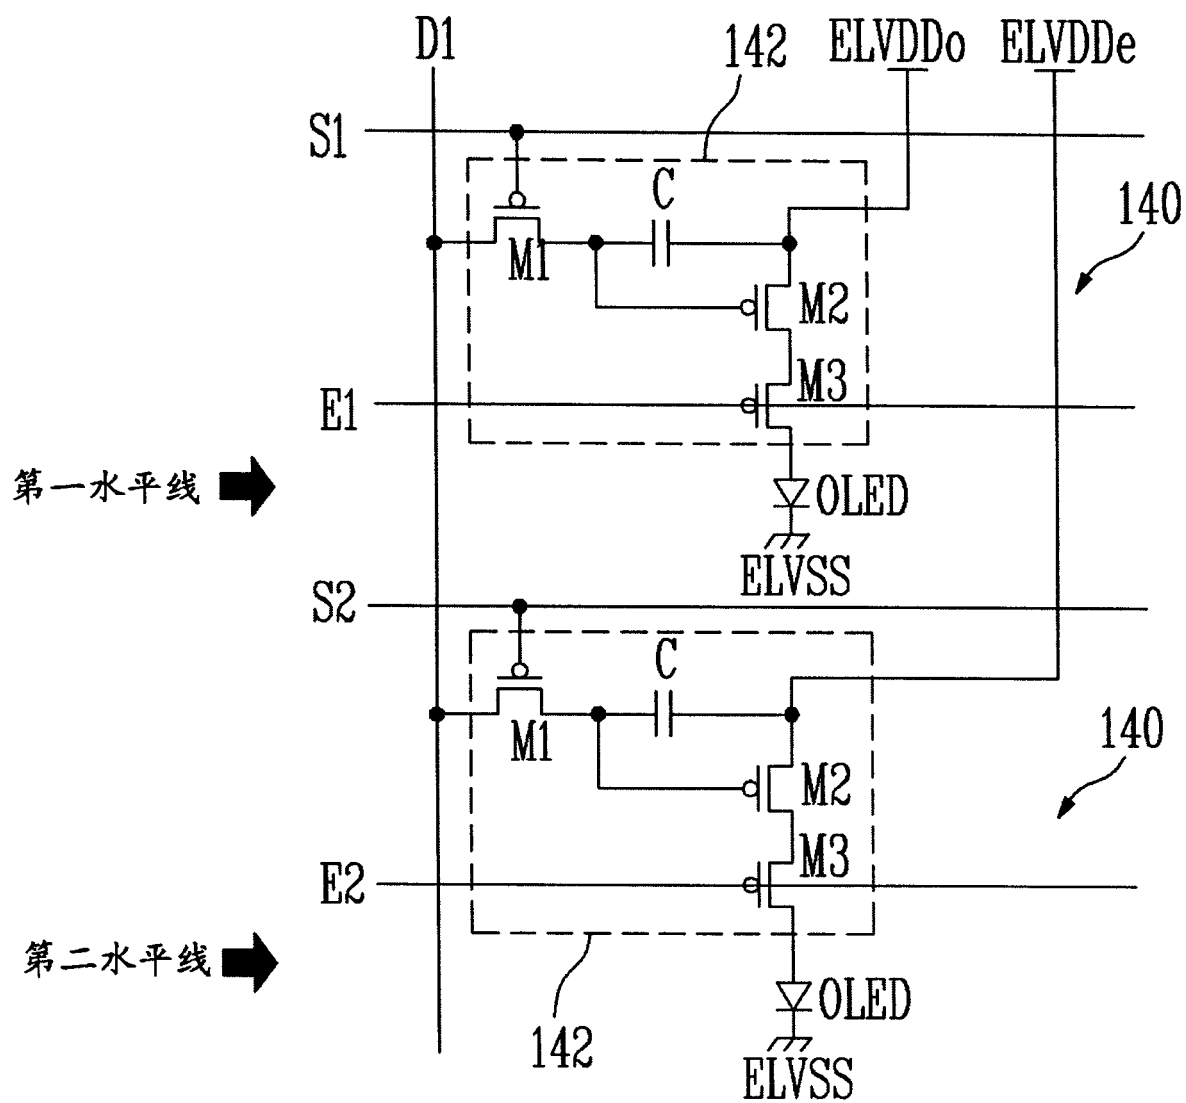 D1
142
ELVDDo
ELVDDe
S1
C
140
M1
M2
M3
E1
第一水平线
OLED
ELVSS
S2
C
140
M1
M2
M3
E2
第二水平线
OLED
142
ELVSS